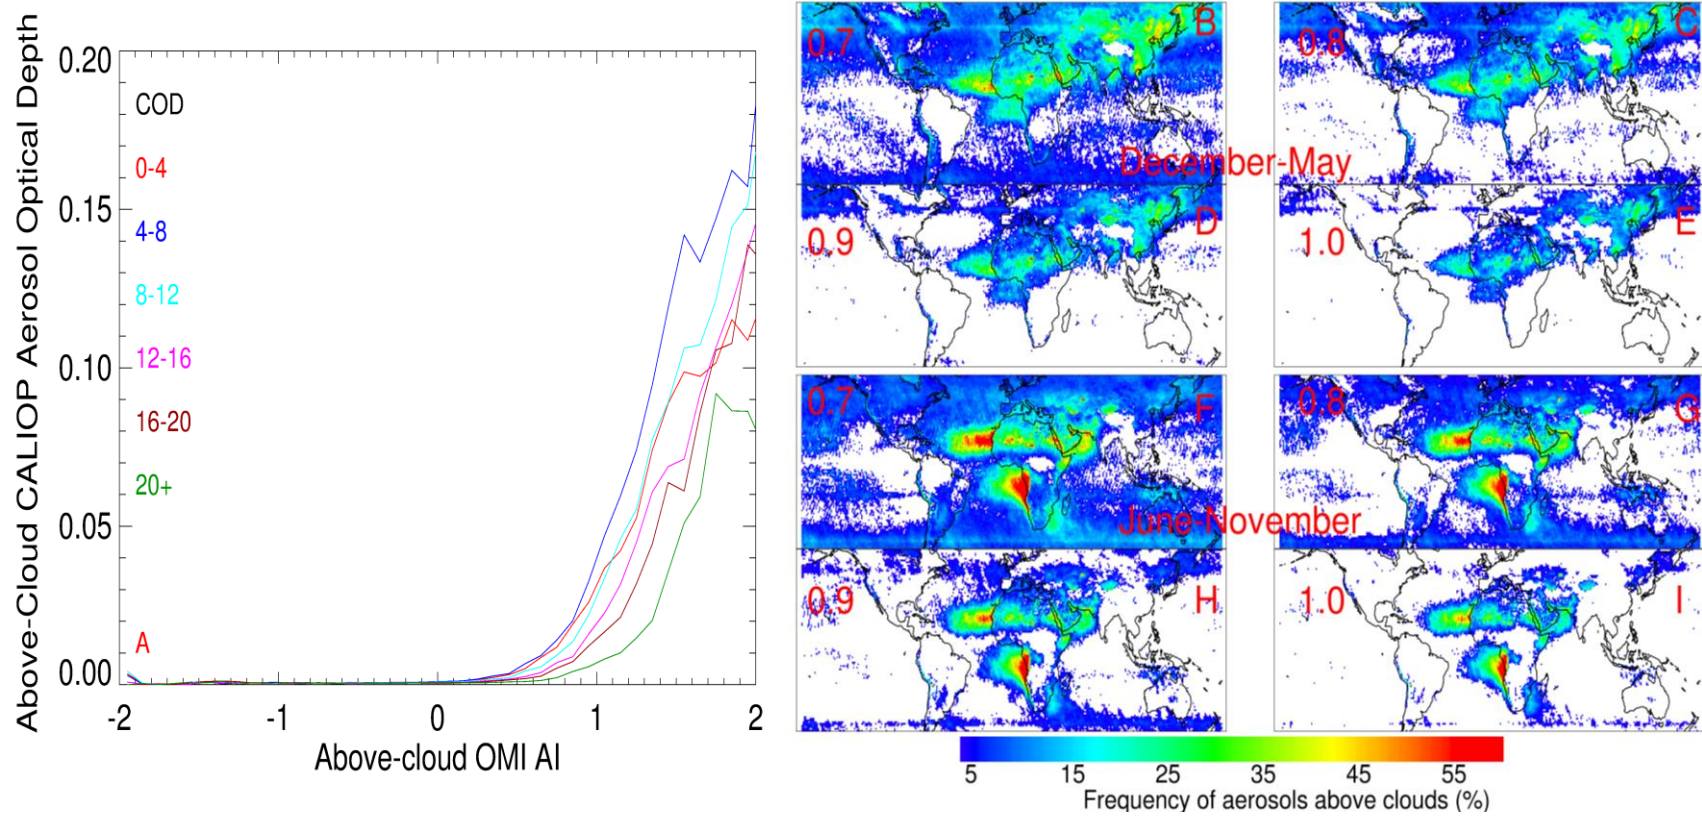 Above-Cloud CALIOP Aerosol Optical Depth
0.20
0.15
0.10
0.05
0.00
COD
0-4
4-8
8-12
12-16
16-20
20+
A
-2 -1 0 1 2
Above-cloud OMI AI
0.7 B
0.8 C
December-May
0.9 D
1.0 E
0.7 F
0.8 G
June-November
0.9 H
1.0 I
5 15 25 35 45 55
Frequency of aerosols above clouds (%)